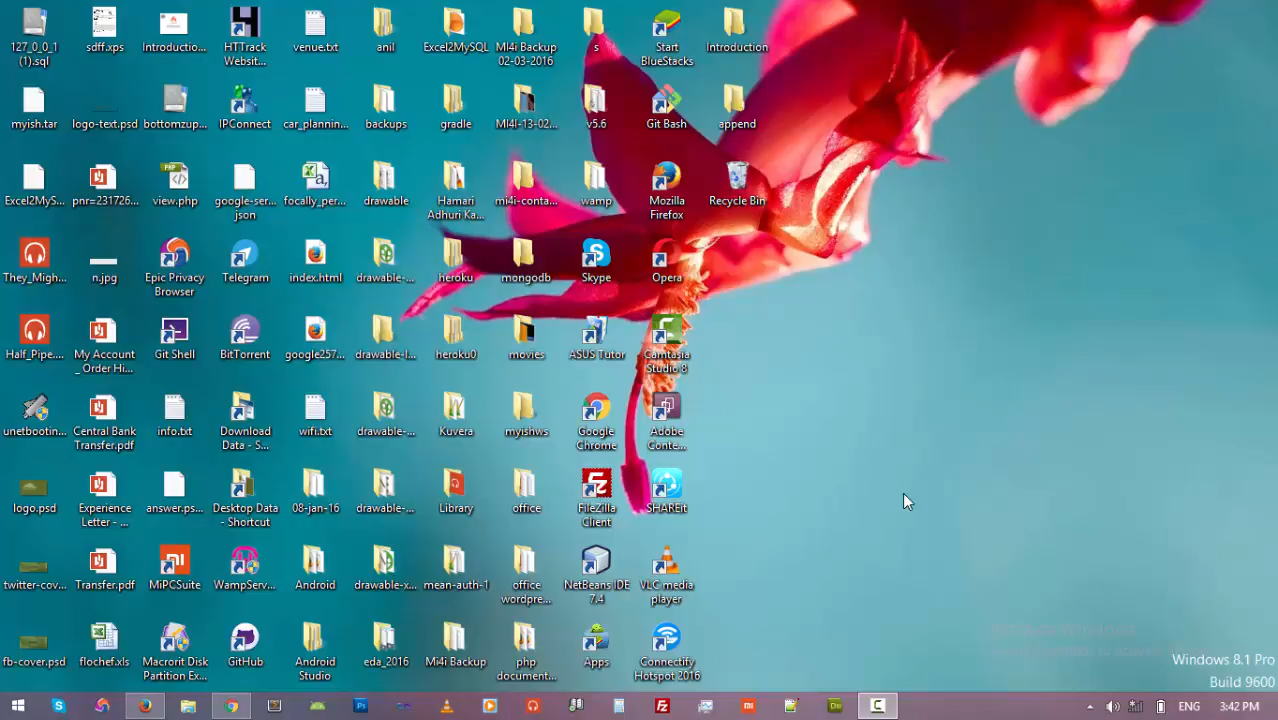 127_0_0_1 (1).sql
sdff.xps
Introductio...
HTTrack Websit...
venue.txt
anil
Excel2MySQL
MI4i Backup 02-03-2016
s
Start BlueStacks
Introduction
myish.tar
logo-text.psd
bottomzup...
IPConnect
car_plannin...
backups
gradle
MI4I-13-02...
v5.6
Git Bash
append
Excel2MyS...
pnr=231726...
view.php
google-ser... json
focally_per...
drawable
Hamari Adhuri Ka...
mi4i-conta...
wamp
Mozilla Firefox
Recycle Bin
They_Migh...
n.jpg
Epic Privacy Browser
Telegram
index.html
drawable-...
heroku
mongodb
Skype
Opera
Half_Pipe....
My Account _ Order Hi...
Git Shell
BitTorrent
google257...
drawable-l...
heroku0
movies
ASUS Tutor
Camtasia Studio 8
unetbootin...
Central Bank Transfer.pdf
info.txt
Download Data - S...
wifi.txt
drawable-...
Kuvera
myishws
Google Chrome
Adobe Conte...
logo.psd
Experience Letter - ...
answer.ps...
Desktop Data - Shortcut
08-jan-16
drawable-...
Library
office
FileZilla Client
SHAREit
twitter-cov...
Transfer.pdf
MiPCSuite
WampServ...
Android
drawable-x...
mean-auth-1
office wordpre...
NetBeans IDE 7.4
VLC media player
fb-cover.psd
flochef.xls
Macrorit Disk Partition Ex...
GitHub
Android Studio
eda_2016
Mi4i Backup
php document...
Apps
Connectify Hotspot 2016
Windows 8.1 Pro
Build 9600
ENG
3:42 PM